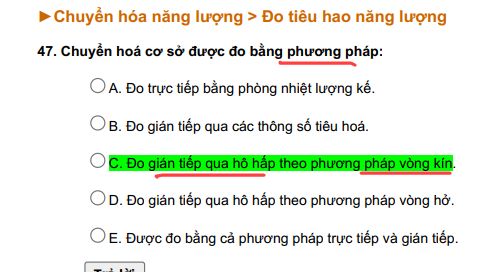 ►Chuyển hóa năng lượng > Đo tiêu hao năng lượng
47. Chuyển hoá cơ sở được đo bằng phương pháp:
A. Đo trực tiếp bằng phòng nhiệt lượng kế.
B. Đo gián tiếp qua các thông số tiêu hoá.
C. Đo gián tiếp qua hô hấp theo phương pháp vòng kín.
D. Đo gián tiếp qua hô hấp theo phương pháp vòng hở.
E. Được đo bằng cả phương pháp trực tiếp và gián tiếp.